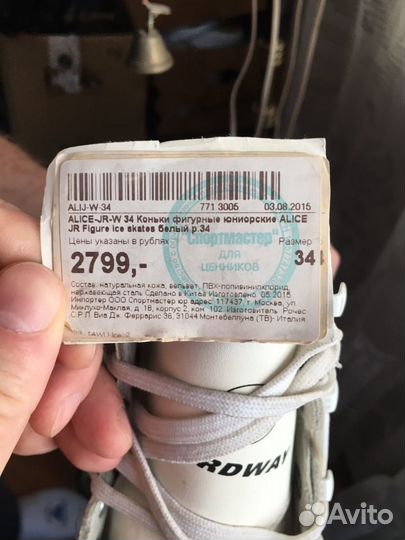 ALIJ-W-34 771 3005 03.08.2015
ALICE-JR-W 34 Коньки фигурные юниорские ALICE
JR Figure ice skates белый р.34
Цены указаны в рублях Размер
2799,- 34
"Спортмастер"
ДЛЯ
ЦЕННИКОВ
Состав: натуральная кожа, вельвет, ПВХ-поливинилхлорид,
нержавеющая сталь Сделано в Китае Изготовлено: 05.2015
Импортер ООО Спортмастер юр адрес: 117437, г. Москва, ул.
Миклухо-Маклая, д. 18, корпус 2, ком. 102 Изготовитель: Рочес
С.Р.Л. Виа Дж. Феррарис 36, 31044 Монтебеллуна (ТВ)- Италия
RDWAY
Avito